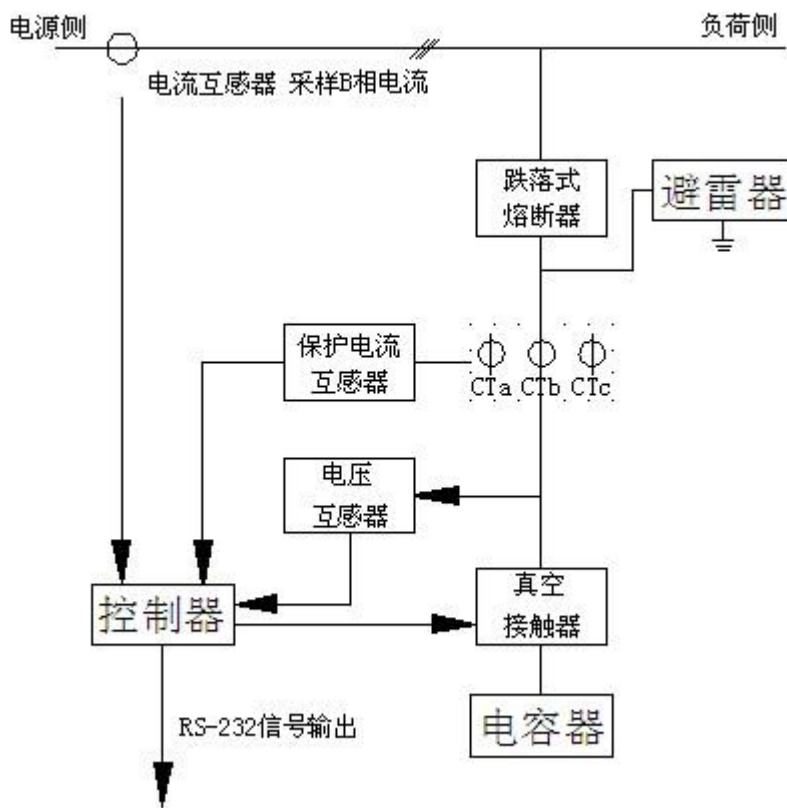 电源侧
负荷侧
电流互感器 采样B相电流
跌落式
熔断器
避雷器
保护电流
互感器
CTa CTb CTc
电压
互感器
控制器
真空
接触器
RS-232信号输出
电容器